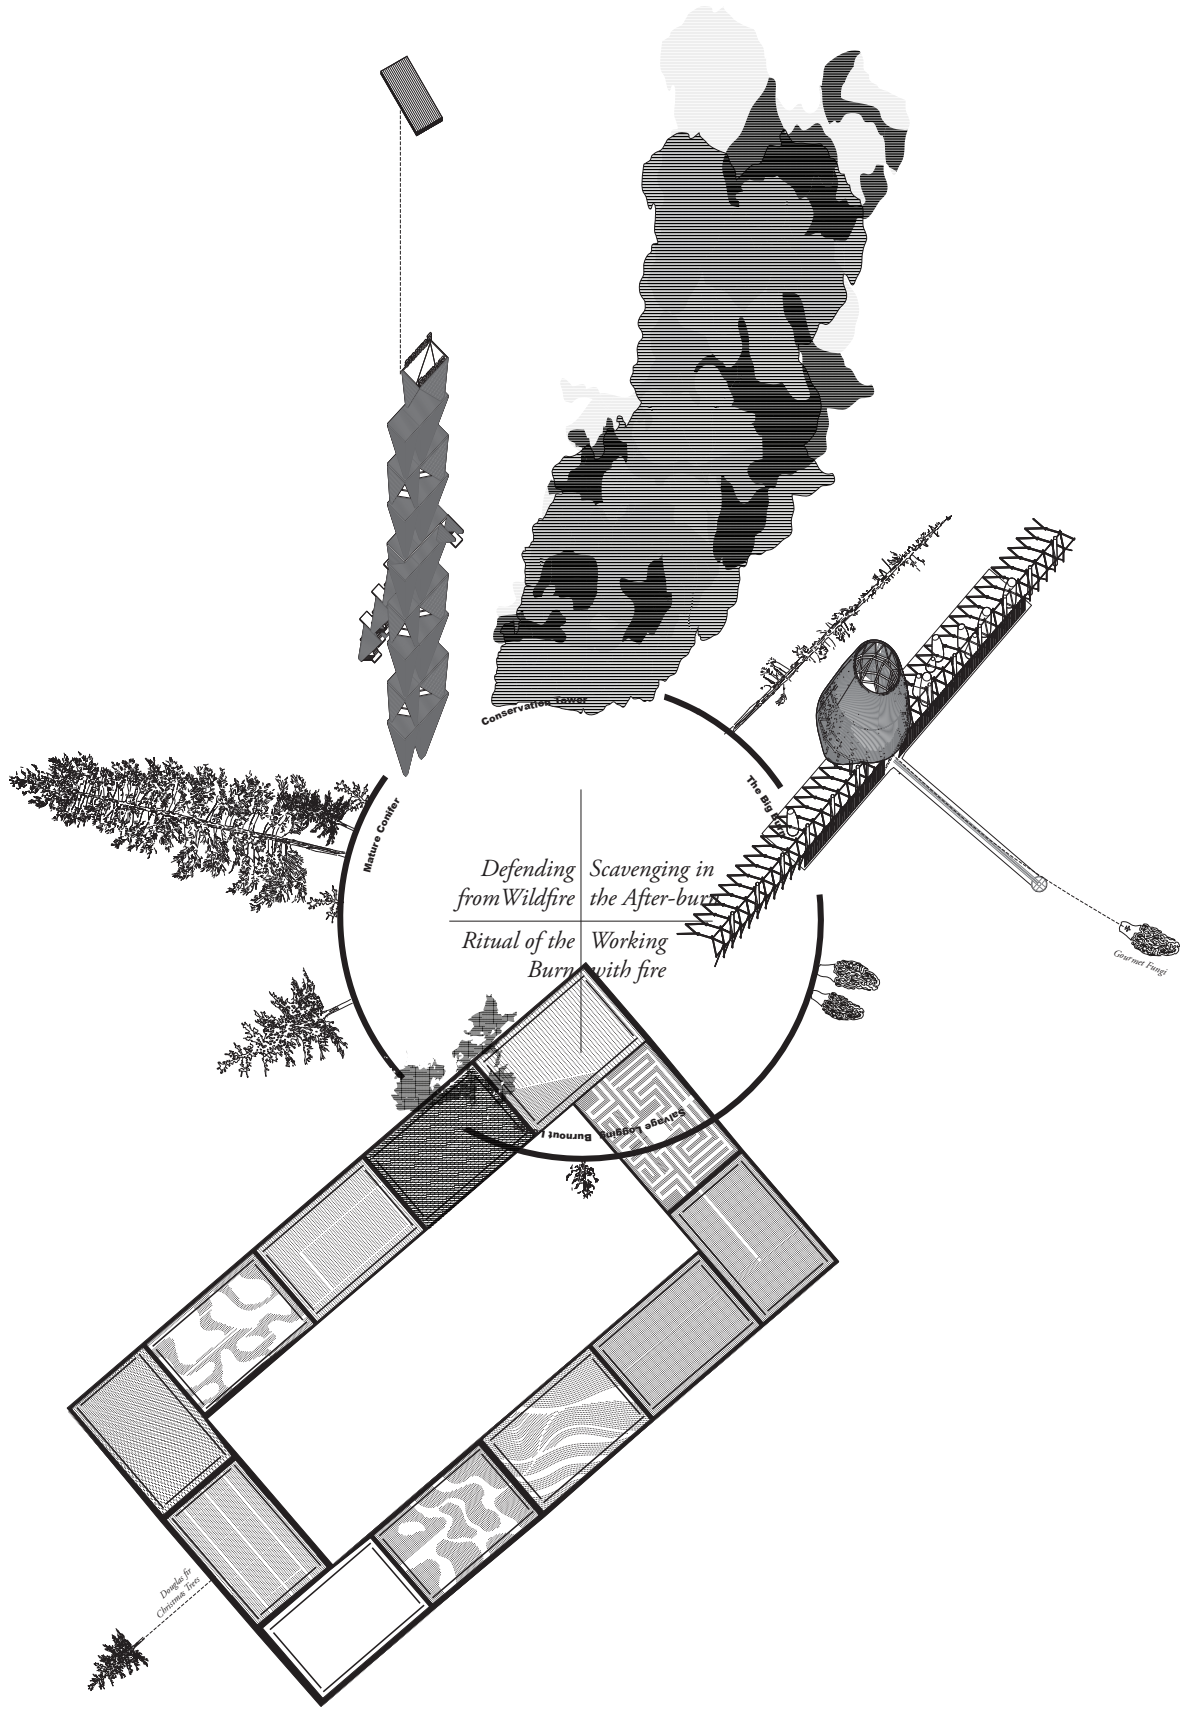 Conservation Tower
The Big
Mature Conifer
Defending
from Wildfire
Scavenging in
the After-burn
Ritual of the
Burn
Working
with fire
Gourmet Fungi
Salvage Logging
Burnout
Douglas fir
Christmas Trees